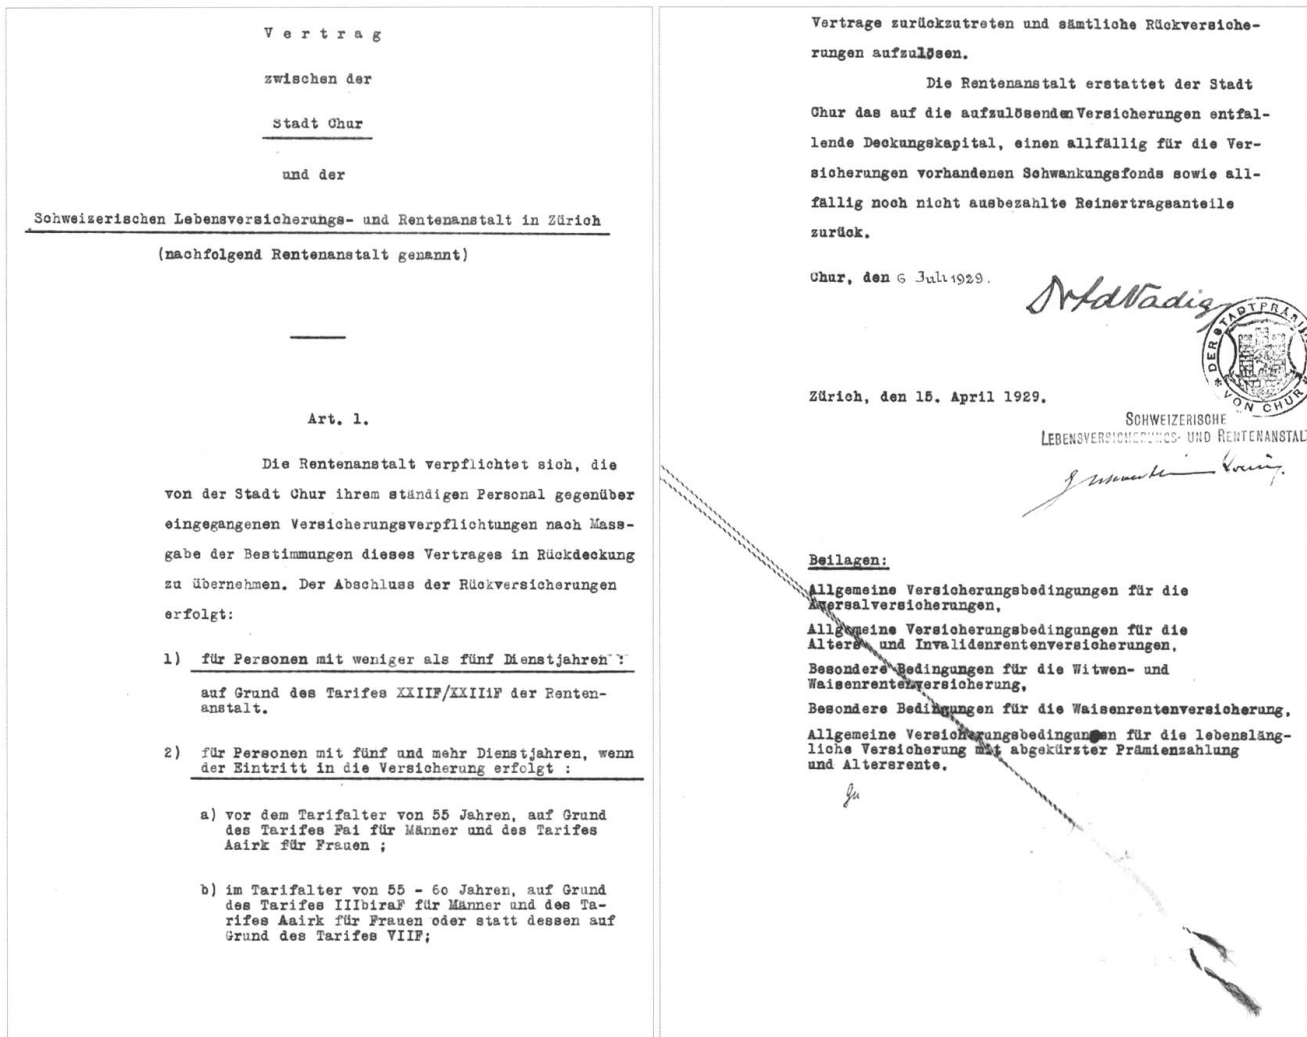 V e r t r a g
zwischen der
Stadt Chur
und der
Schweizerischen Lebensversicherungs- und Rentenanstalt in Zürich
(nachfolgend Rentenanstalt genannt)
Art. 1.
Die Rentenanstalt verpflichtet sich, die
von der Stadt Chur ihrem ständigen Personal gegenüber
eingegangenen Versicherungsverpflichtungen nach Mass-
gabe der Bestimmungen dieses Vertrages in Rückdeckung
zu übernehmen. Der Abschluss der Rückversicherungen
erfolgt:
1) für Personen mit weniger als fünf Dienstjahren :
auf Grund des Tarifes XXIIF/XXIIiF der Renten-
anstalt.
2) für Personen mit fünf und mehr Dienstjahren, wenn
der Eintritt in die Versicherung erfolgt :
a) vor dem Tarifalter von 55 Jahren, auf Grund
des Tarifes Fai für Männer und des Tarifes
Aairk für Frauen ;
b) im Tarifalter von 55 - 60 Jahren, auf Grund
des Tarifes IIIbiraF für Männer und des Ta-
rifes Aairk für Frauen oder statt dessen auf
Grund des Tarifes VIIF;
Vertrage zurückzutreten und sämtliche Rückversiche-
rungen aufzulösen.
Die Rentenanstalt erstattet der Stadt
Chur das auf die aufzulösenden Versicherungen entfal-
lende Deckungskapital, einen allfällig für die Ver-
sicherungen vorhandenen Schwankungsfonds sowie all-
fällig noch nicht ausbezahlte Reinertragsanteile
zurück.
Chur, den 6 Juli 1929.
Dr Ad Nadig
DER STADTPRÄSI
VON CHUR
Zürich, den 15. April 1929.
SCHWEIZERISCHE
LEBENSVERSICHERUNGS- UND RENTENANSTALT
Beilagen:
Allgemeine Versicherungsbedingungen für die
Aversalversicherungen,
Allgemeine Versicherungsbedingungen für die
Alters- und Invalidenrentenversicherungen,
Besondere Bedingungen für die Witwen- und
Waisenrentenversicherung,
Besondere Bedingungen für die Waisenrentenversicherung,
Allgemeine Versicherungsbedingungen für die lebensläng-
liche Versicherung mit abgekürzter Prämienzahlung
und Altersrente.